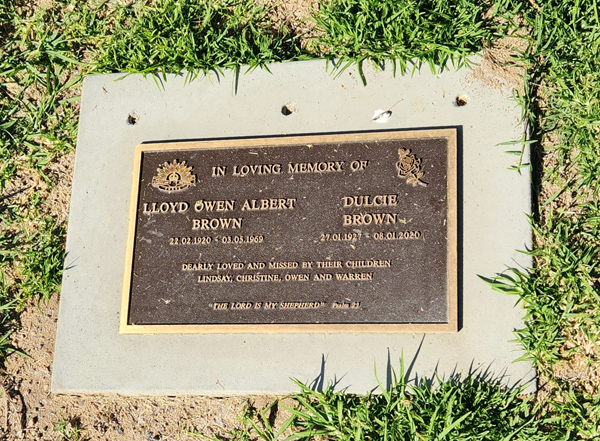 IN LOVING MEMORY OF
LLOYD OWEN ALBERT
BROWN
22.02.1920 - 03.03.1969
DULCIE
BROWN
27.01.1927 - 08.01.2020
DEARLY LOVED AND MISSED BY THEIR CHILDREN
LINDSAY, CHRISTINE, OWEN AND WARREN
"THE LORD IS MY SHEPHERD" Psalm 23